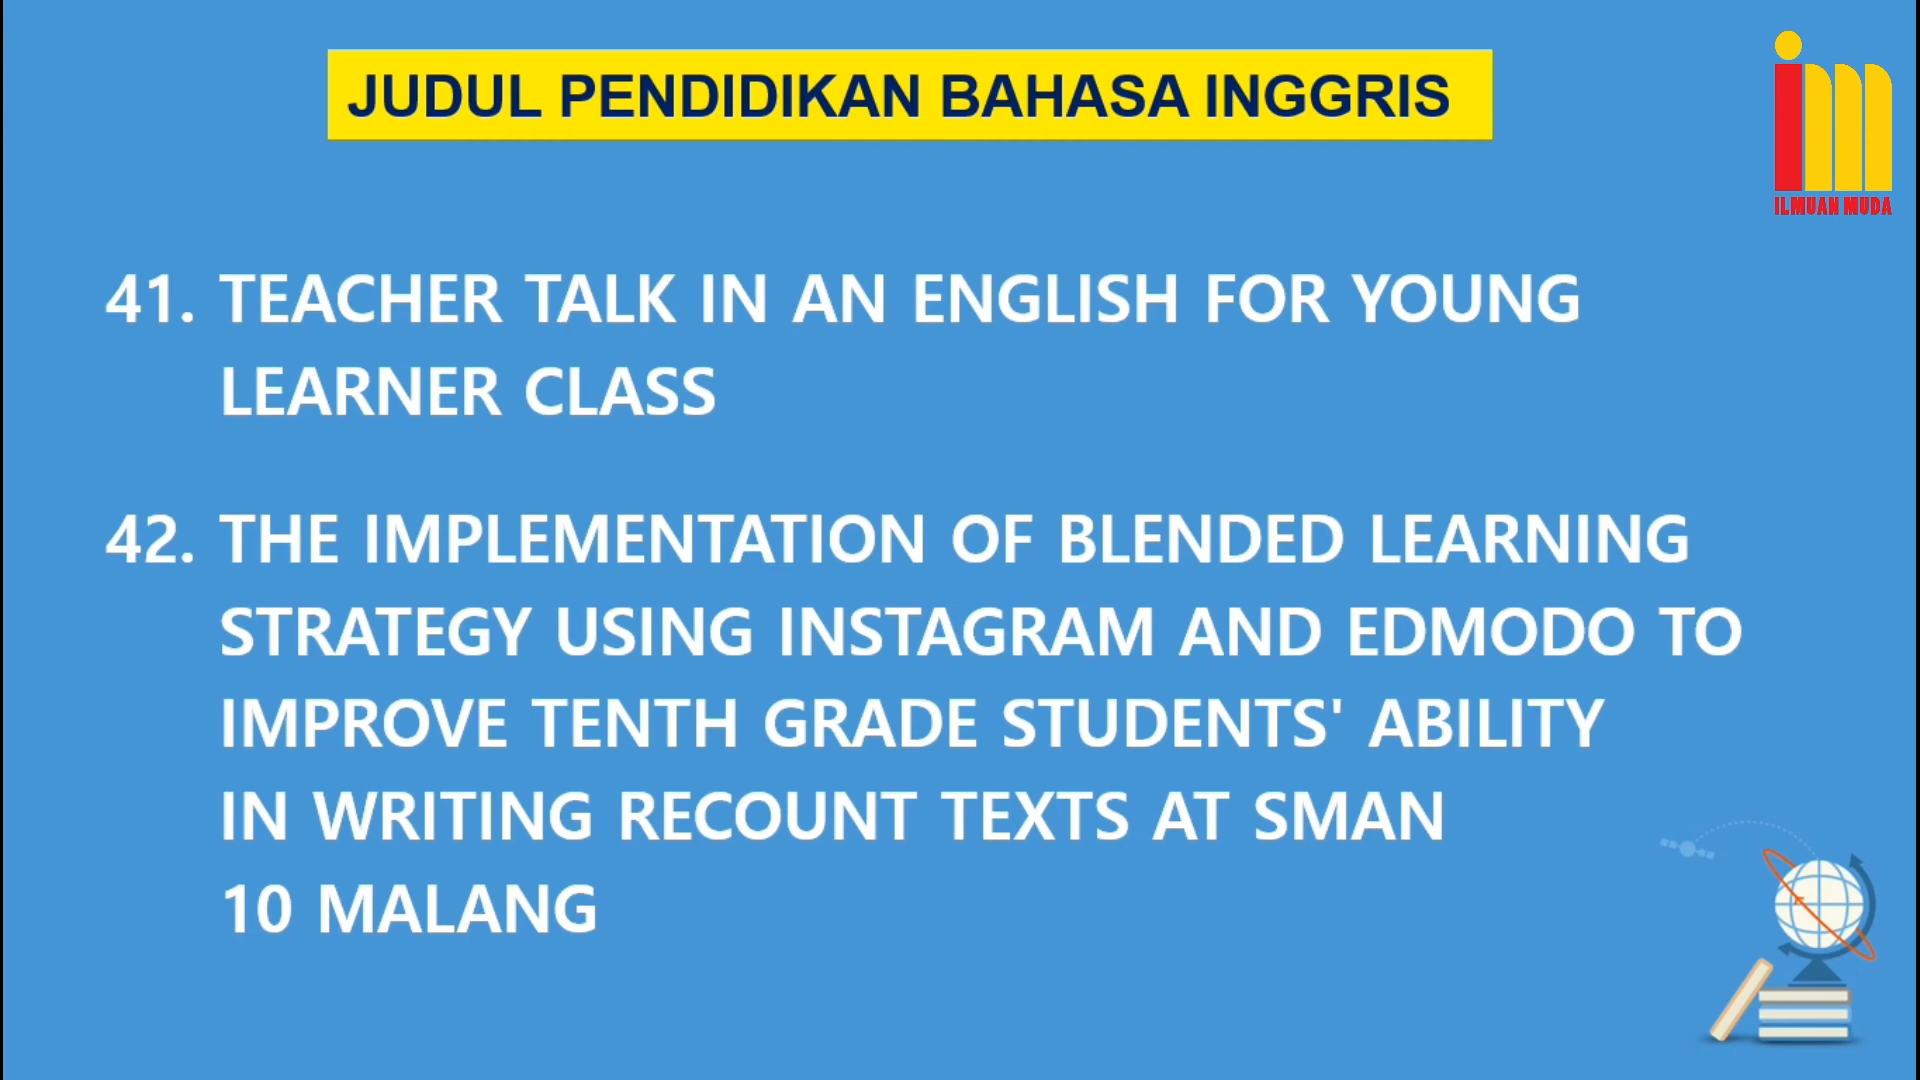 JUDUL PENDIDIKAN BAHASA INGGRIS
ILMUAN MUDA
41. TEACHER TALK IN AN ENGLISH FOR YOUNG
LEARNER CLASS
42. THE IMPLEMENTATION OF BLENDED LEARNING
STRATEGY USING INSTAGRAM AND EDMODO TO
IMPROVE TENTH GRADE STUDENTS' ABILITY
IN WRITING RECOUNT TEXTS AT SMAN
10 MALANG